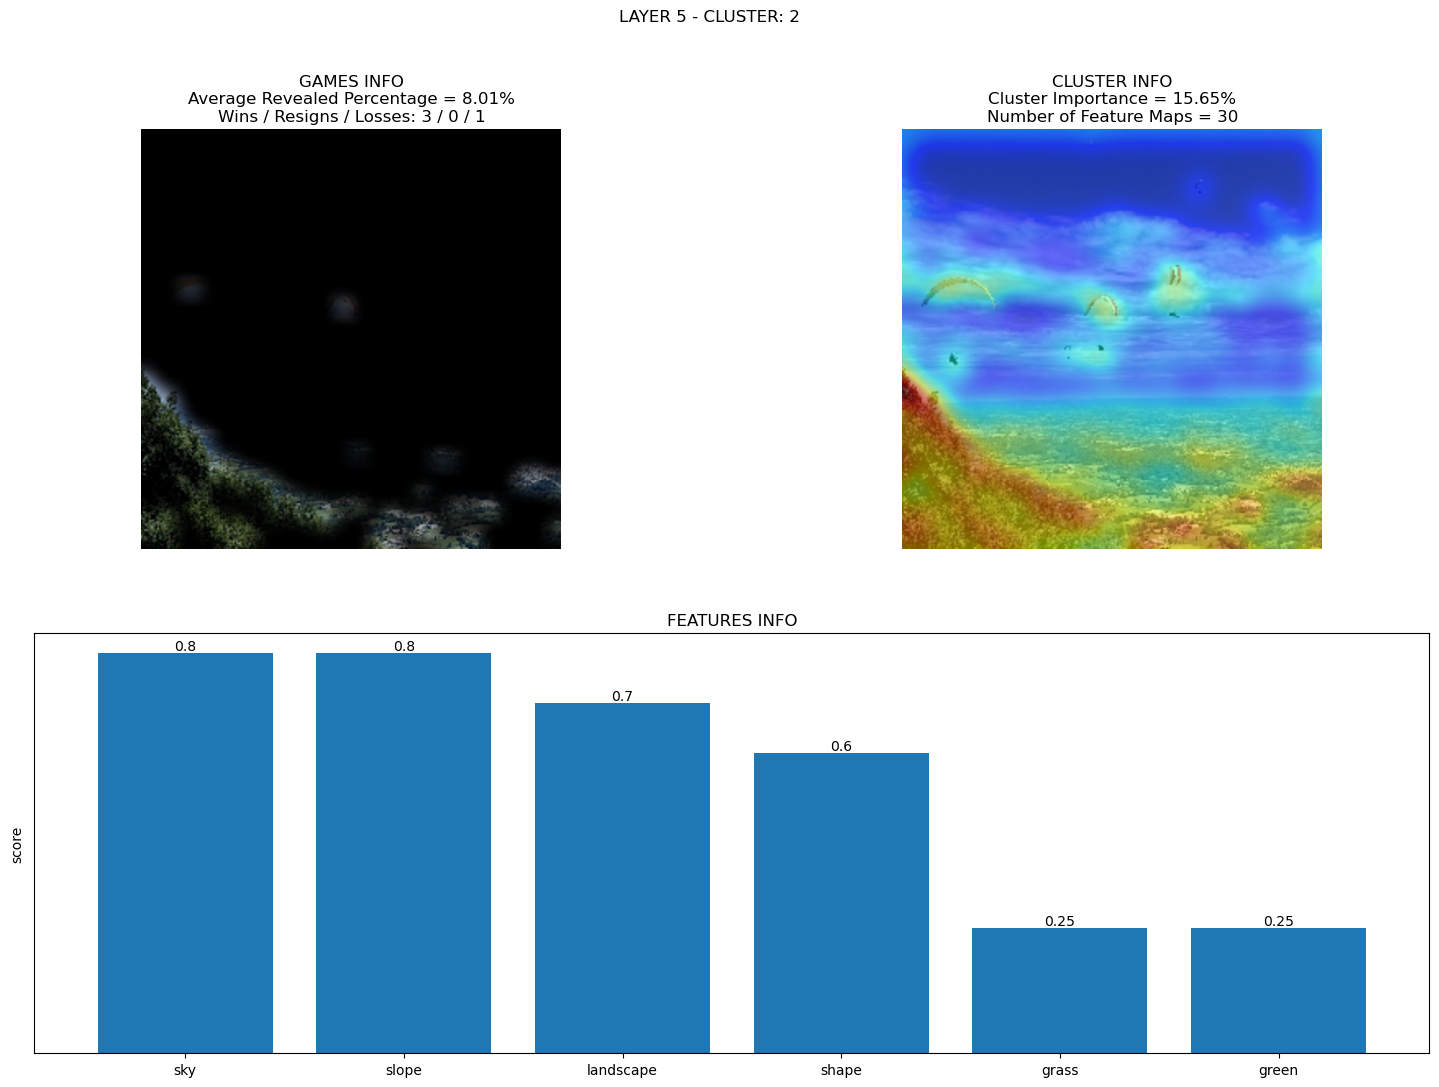 LAYER 5 - CLUSTER: 2
GAMES INFO
Average Revealed Percentage = 8.01%
Wins / Resigns / Losses: 3 / 0 / 1
CLUSTER INFO
Cluster Importance = 15.65%
Number of Feature Maps = 30
FEATURES INFO
score
0.8
0.8
0.7
0.6
0.25
0.25
sky
slope
landscape
shape
grass
green